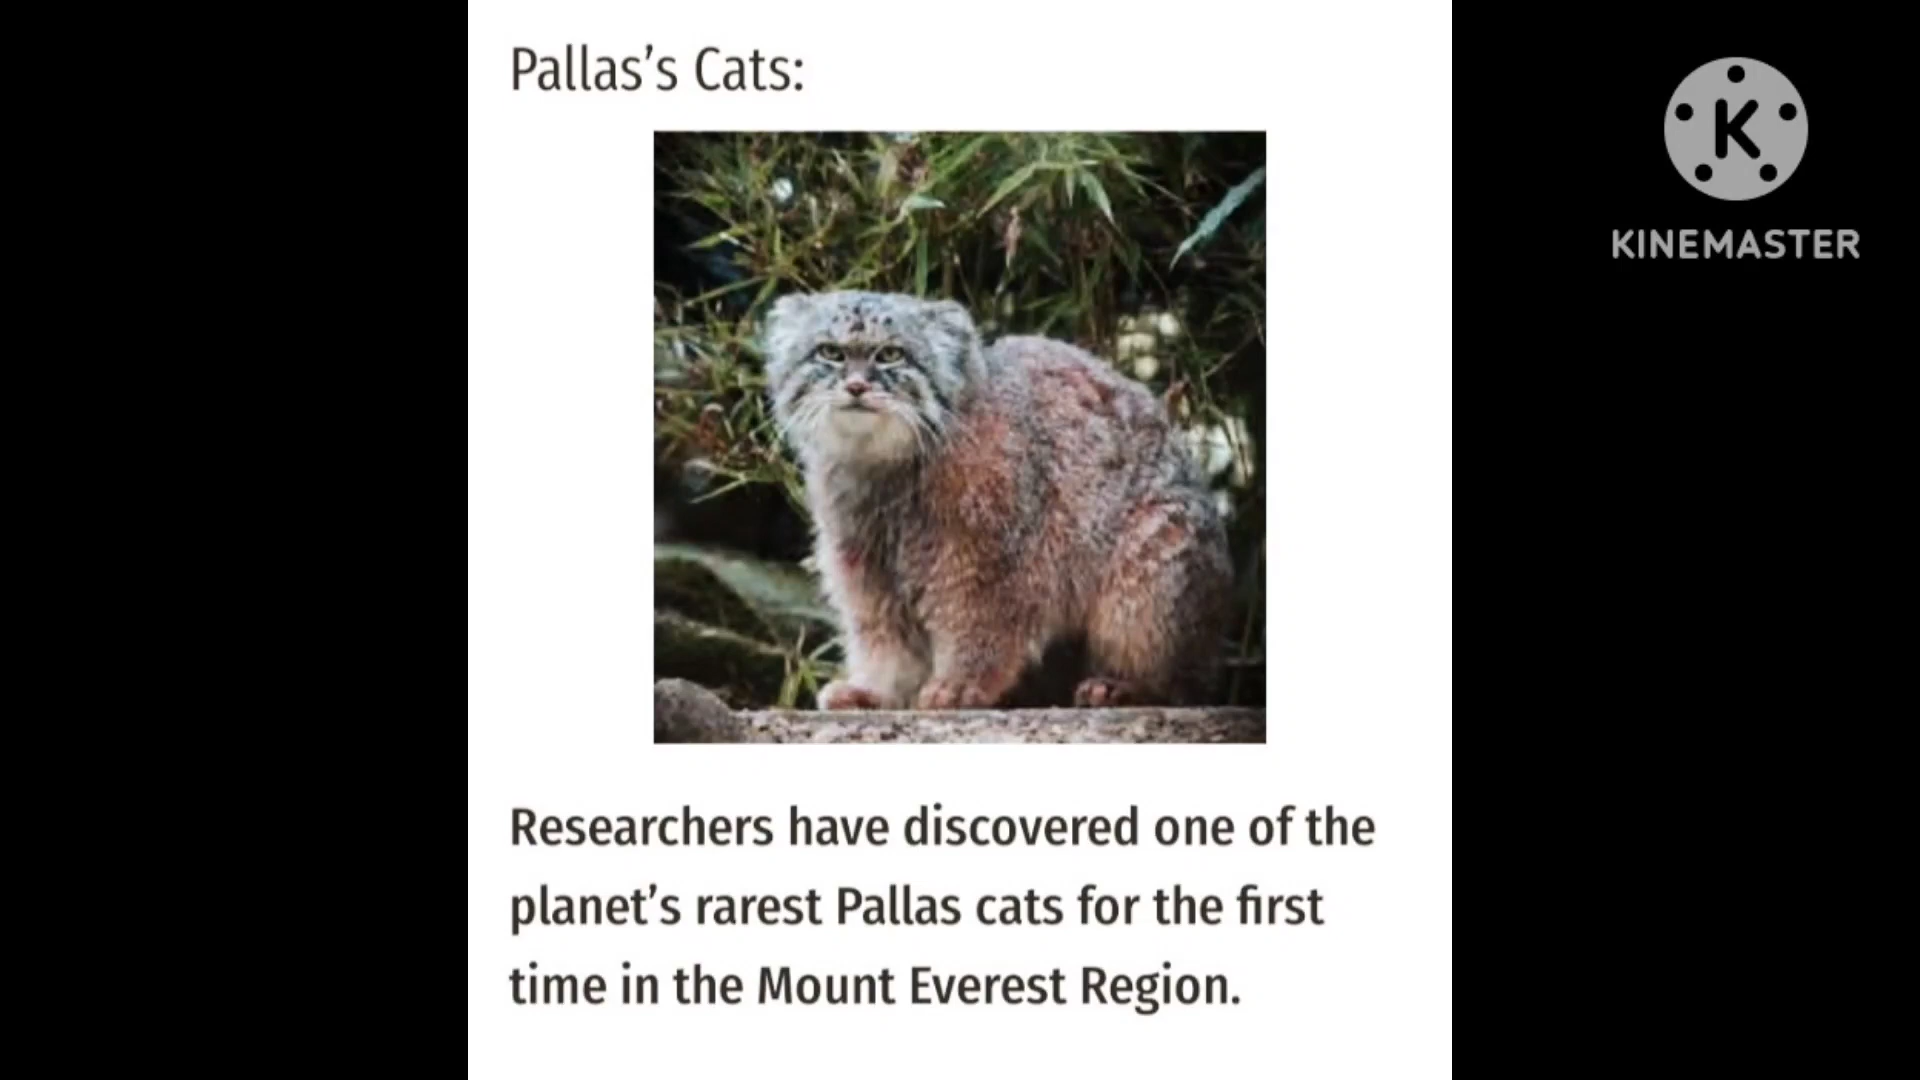 Pallas's Cats:
K
KINEMASTER
Researchers have discovered one of the
planet's rarest Pallas cats for the first
time in the Mount Everest Region.